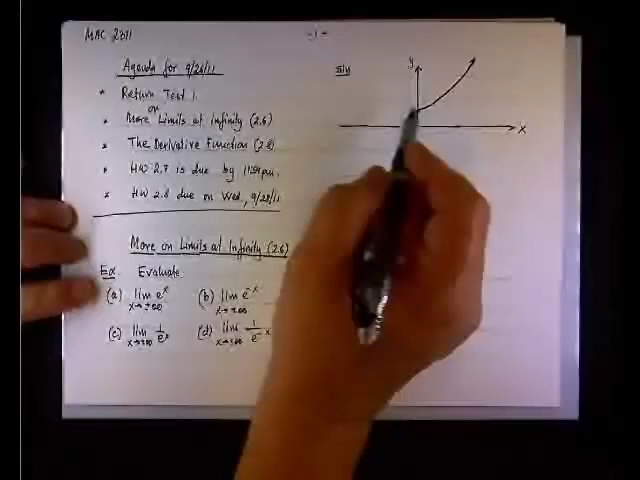 MAC 2311
-1-
Agenda for 9/26/11
* Return Test 1.
on
* More Limits at Infinity (2.6)
* The Derivative Function (2.8)
* HW 2.7 is due by 11:59pm.
* HW 2.8 due on Wed, 9/28/11
More on Limits at Infinity (2.6)
Ex. Evaluate
(a) lim e^x x→±∞ (b) lim e^-x x→±∞
(c) lim 1/e^x x→±∞ (d) lim 1/e^-x x→±∞
Sln
y
x